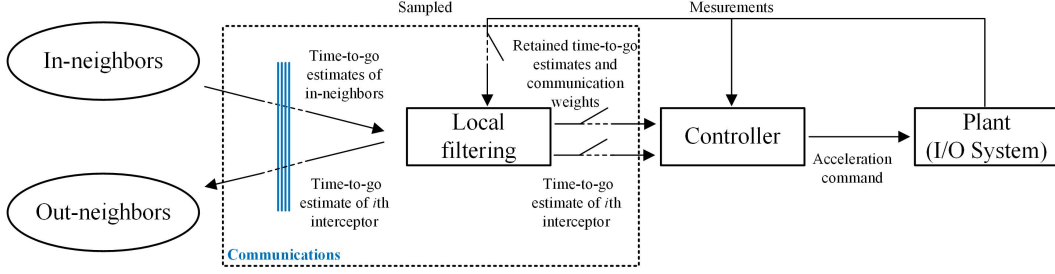 Sampled
Mesurements
In-neighbors
Time-to-go
estimates of
in-neighbors
Retained time-to-go
estimates and
communication
weights
Local
filtering
Controller
Plant
(I/O System)
Acceleration
command
Out-neighbors
Time-to-go
estimate of ith
interceptor
Time-to-go
estimate of ith
interceptor
Communications